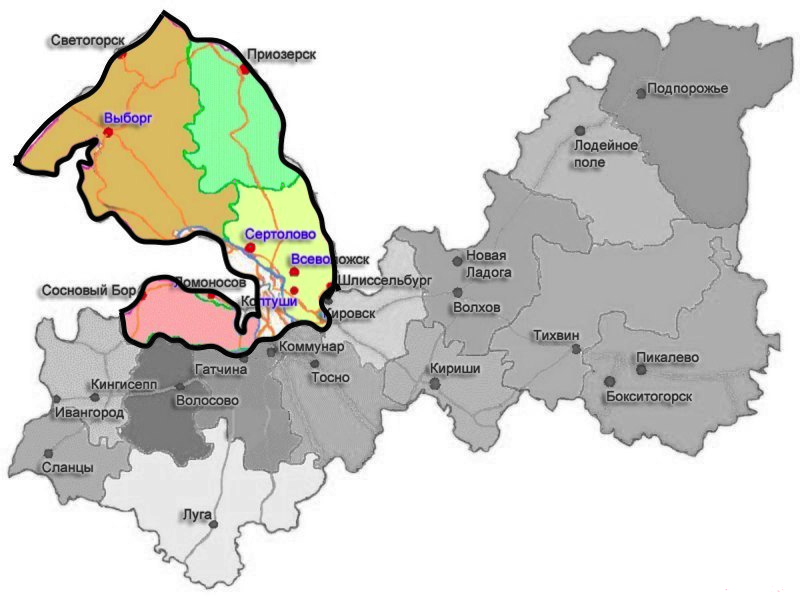 Светогорск
Приозерск
Подпорожье
Выборг
Лодейное
поле
Сертолово
Всеволожск
Новая
Ладога
Сосновый Бор
Ломоносов
Шлиссельбург
Колтуши
Волхов
Кировск
Тихвин
Коммунар
Пикалево
Гатчина
Тосно
Кириши
Кингисепп
Бокситогорск
Волосово
Ивангород
Сланцы
Луга